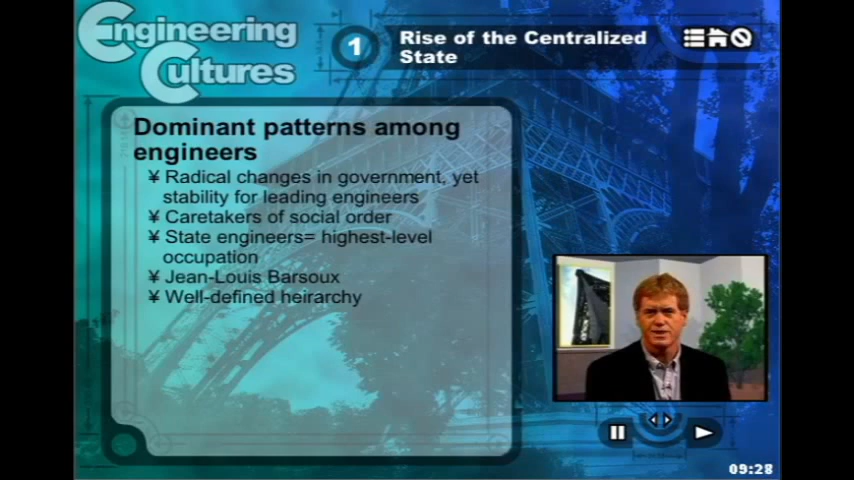 Engineering
Cultures
1
Rise of the Centralized
State
Dominant patterns among
engineers
¥ Radical changes in government, yet
stability for leading engineers
¥ Caretakers of social order
¥ State engineers= highest-level
occupation
¥ Jean-Louis Barsoux
¥ Well-defined heirarchy
09:28